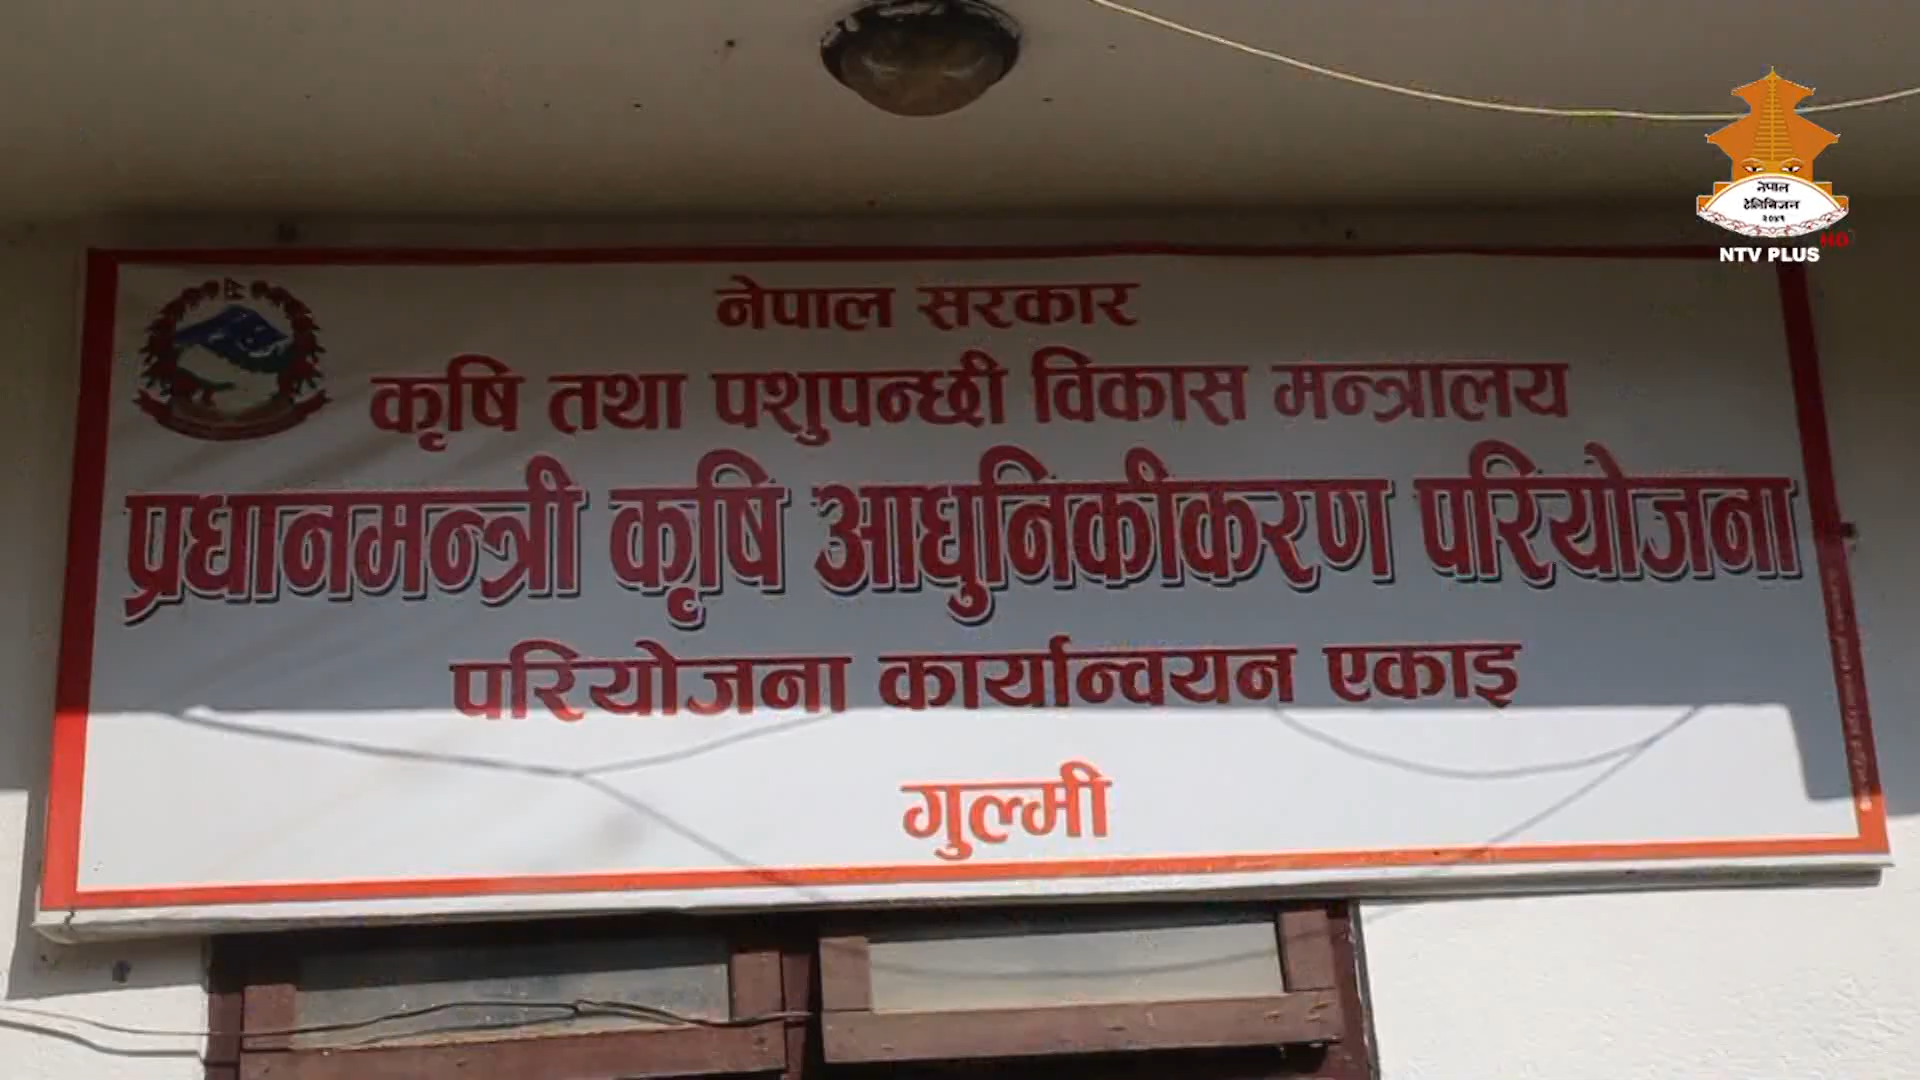 नेपाल सरकार
कृषि तथा पशुपन्छी विकास मन्त्रालय
प्रधानमन्त्री कृषि आधुनिकीकरण परियोजना
परियोजना कार्यान्वयन एकाइ
गुल्मी
नेपाल
टेलिभिजन
२०४१
NTV PLUS HD